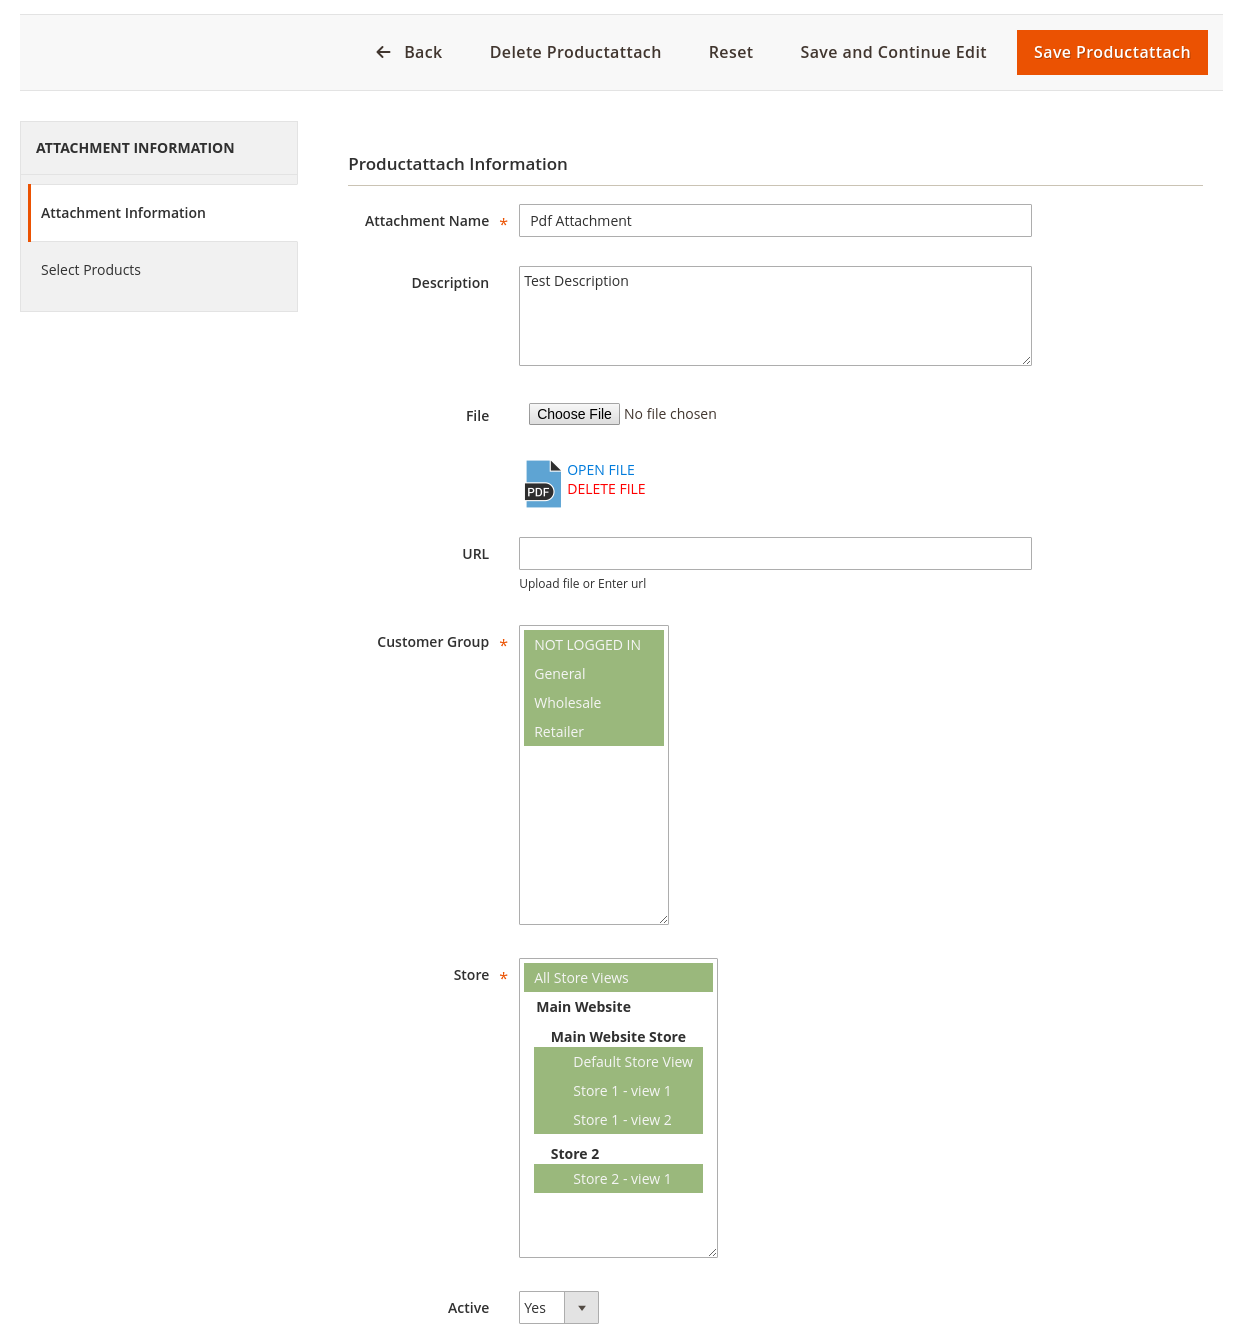 Back Delete Productattach Reset Save and Continue Edit Save Productattach
ATTACHMENT INFORMATION
Attachment Information
Select Products
Productattach Information
Attachment Name * Pdf Attachment
Description Test Description
File Choose File No file chosen
PDF OPEN FILE
DELETE FILE
URL
Upload file or Enter url
Customer Group * NOT LOGGED IN
General
Wholesale
Retailer
Store * All Store Views
Main Website
Main Website Store
Default Store View
Store 1 - view 1
Store 1 - view 2
Store 2
Store 2 - view 1
Active Yes